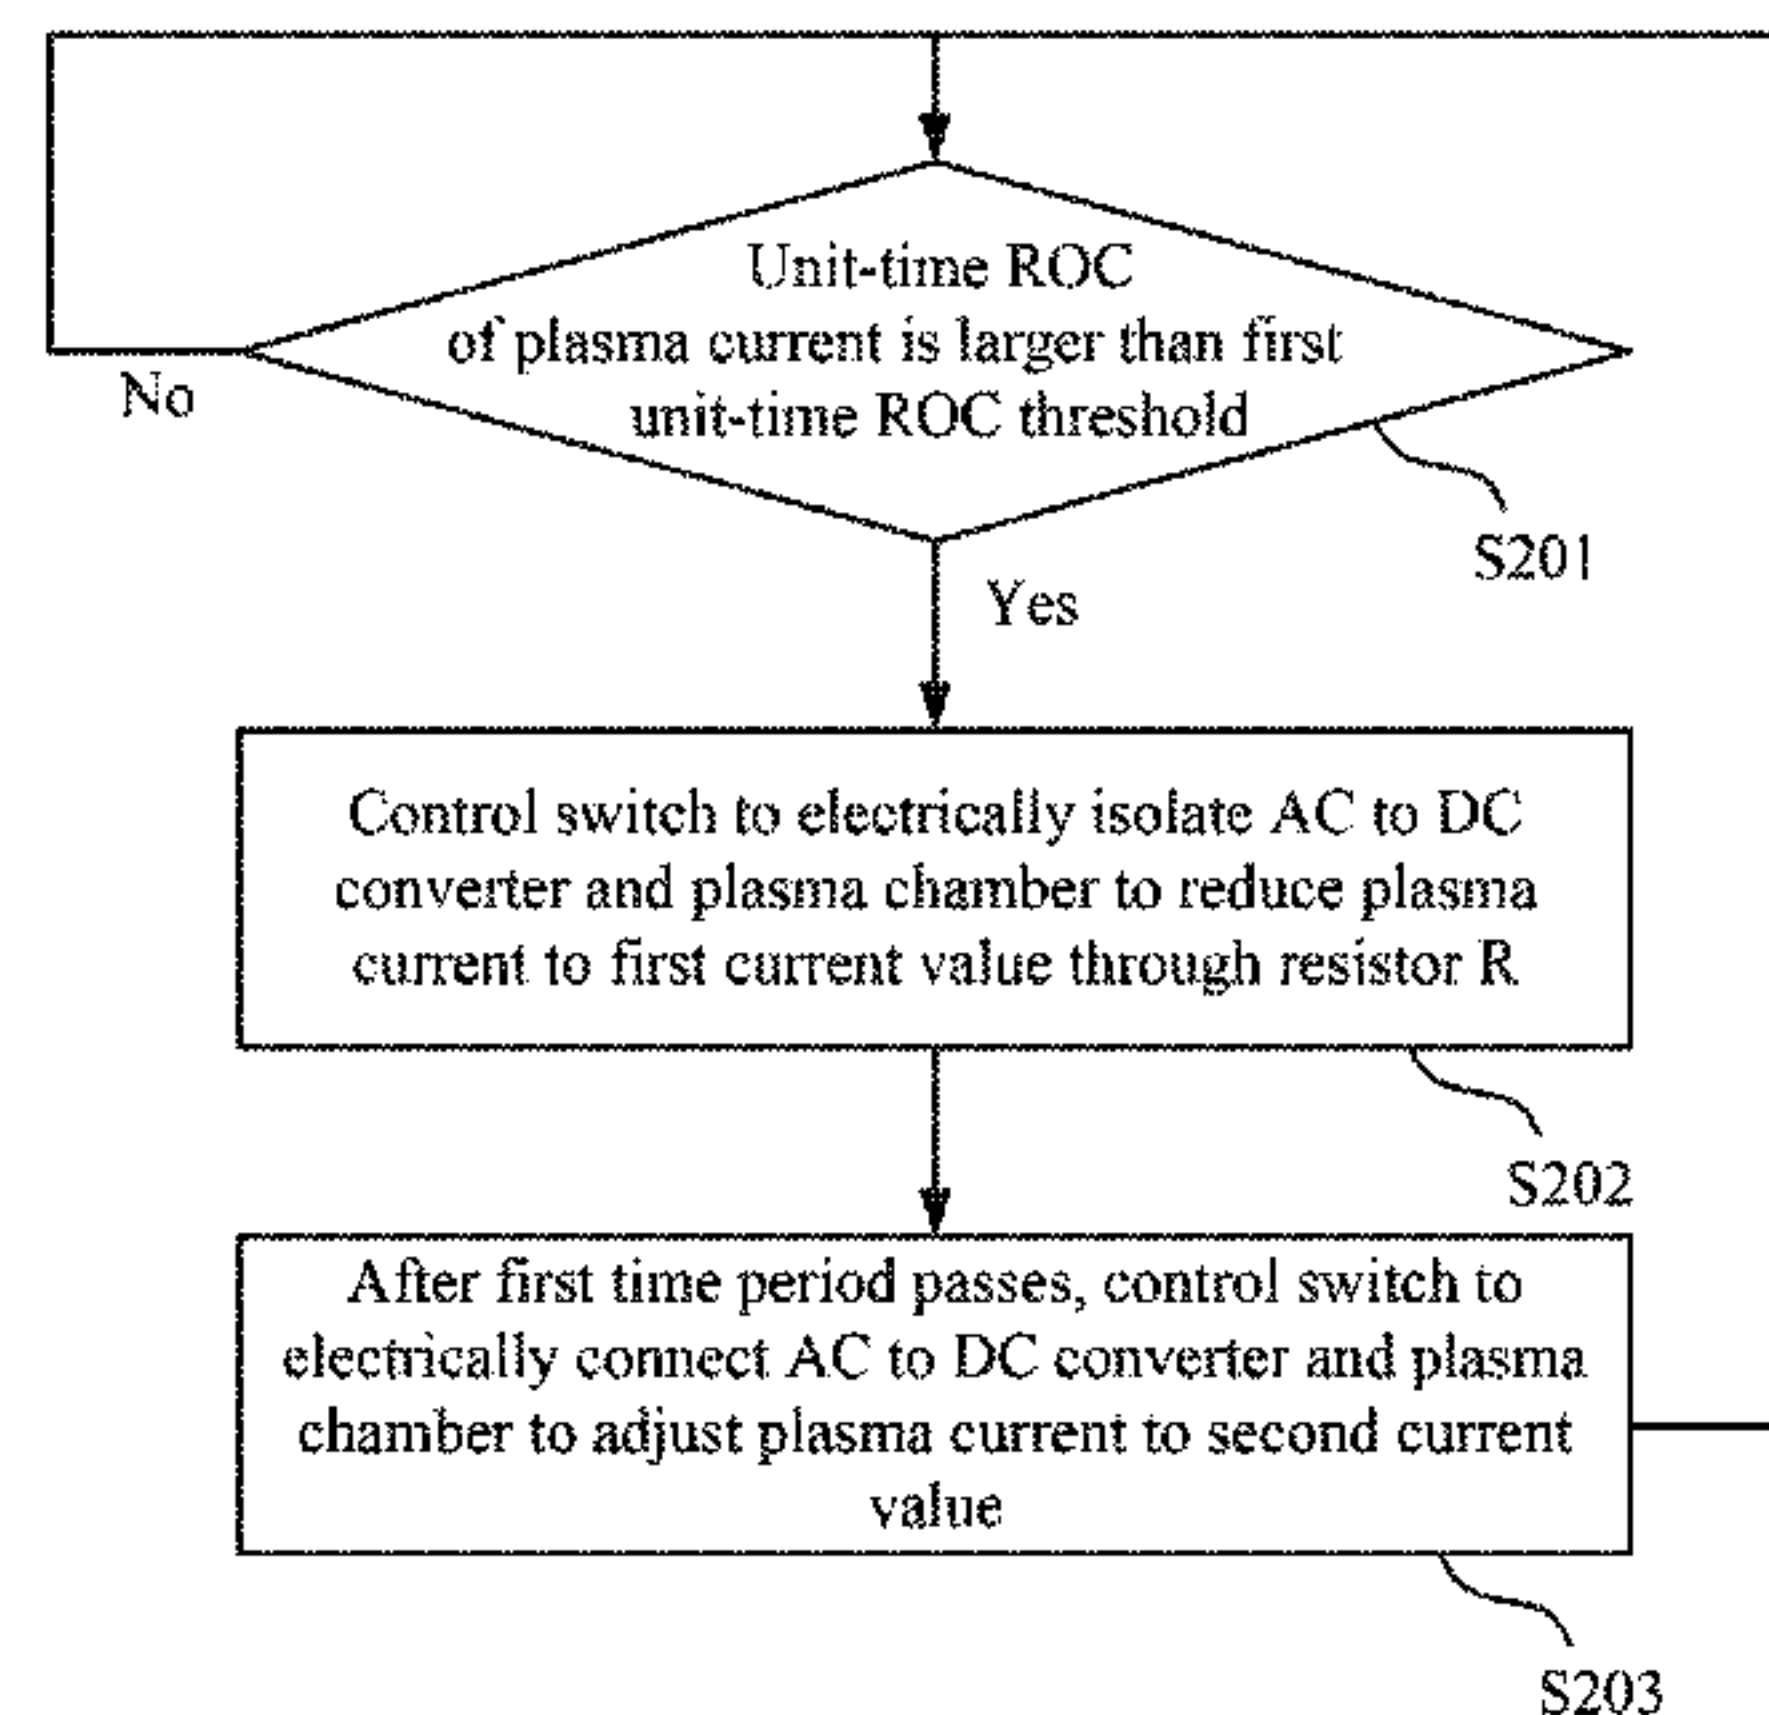 Unit-time ROC
of plasma current is larger than first
unit-time ROC threshold
No
S201
Yes
Control switch to electrically isolate AC to DC
converter and plasma chamber to reduce plasma
current to first current value through resistor R
S202
After first time period passes, control switch to
electrically connect AC to DC converter and plasma
chamber to adjust plasma current to second current
value
S203